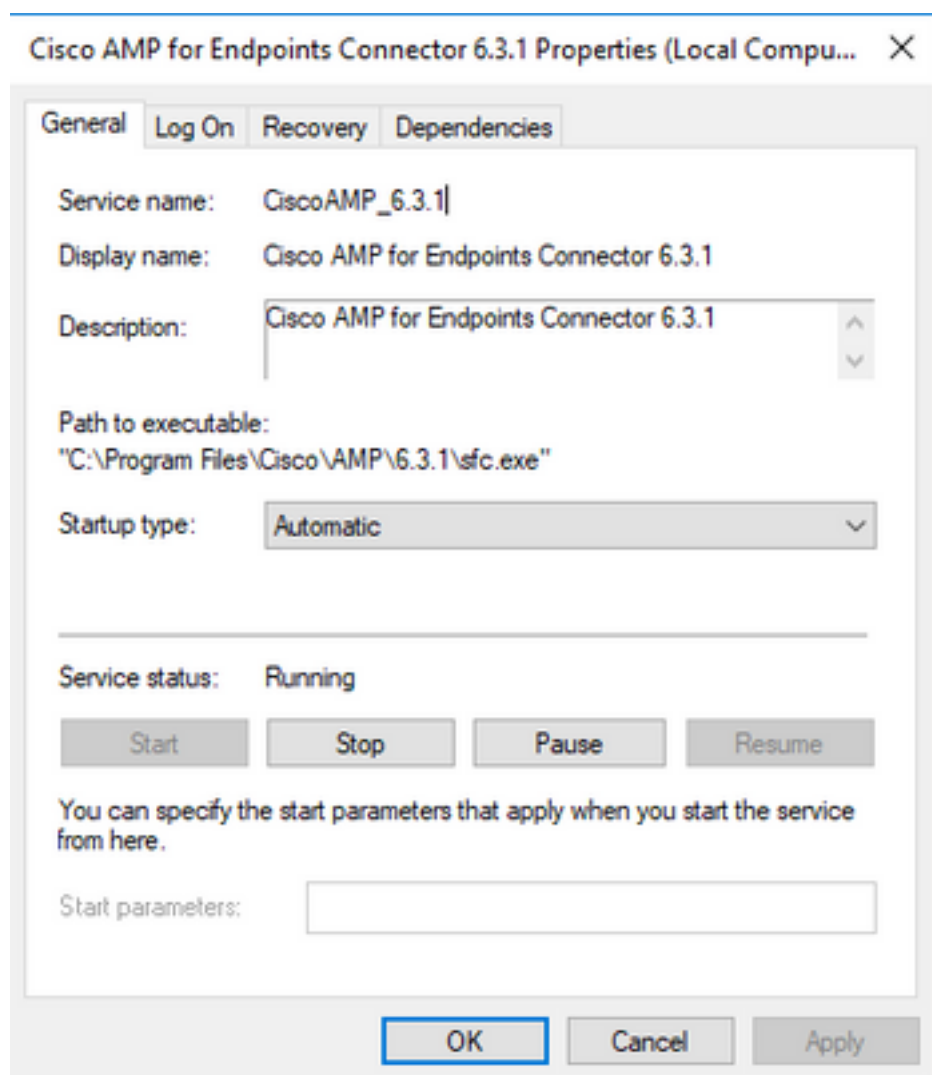 Cisco AMP for Endpoints Connector 6.3.1 Properties (Local Compu...
General Log On Recovery Dependencies
Service name: CiscoAMP_6.3.1
Display name: Cisco AMP for Endpoints Connector 6.3.1
Description: Cisco AMP for Endpoints Connector 6.3.1
Path to executable:
"C:\Program Files\Cisco\AMP\6.3.1\sfc.exe"
Startup type: Automatic
Service status: Running
Start Stop Pause Resume
You can specify the start parameters that apply when you start the service
from here.
Start parameters:
OK Cancel Apply